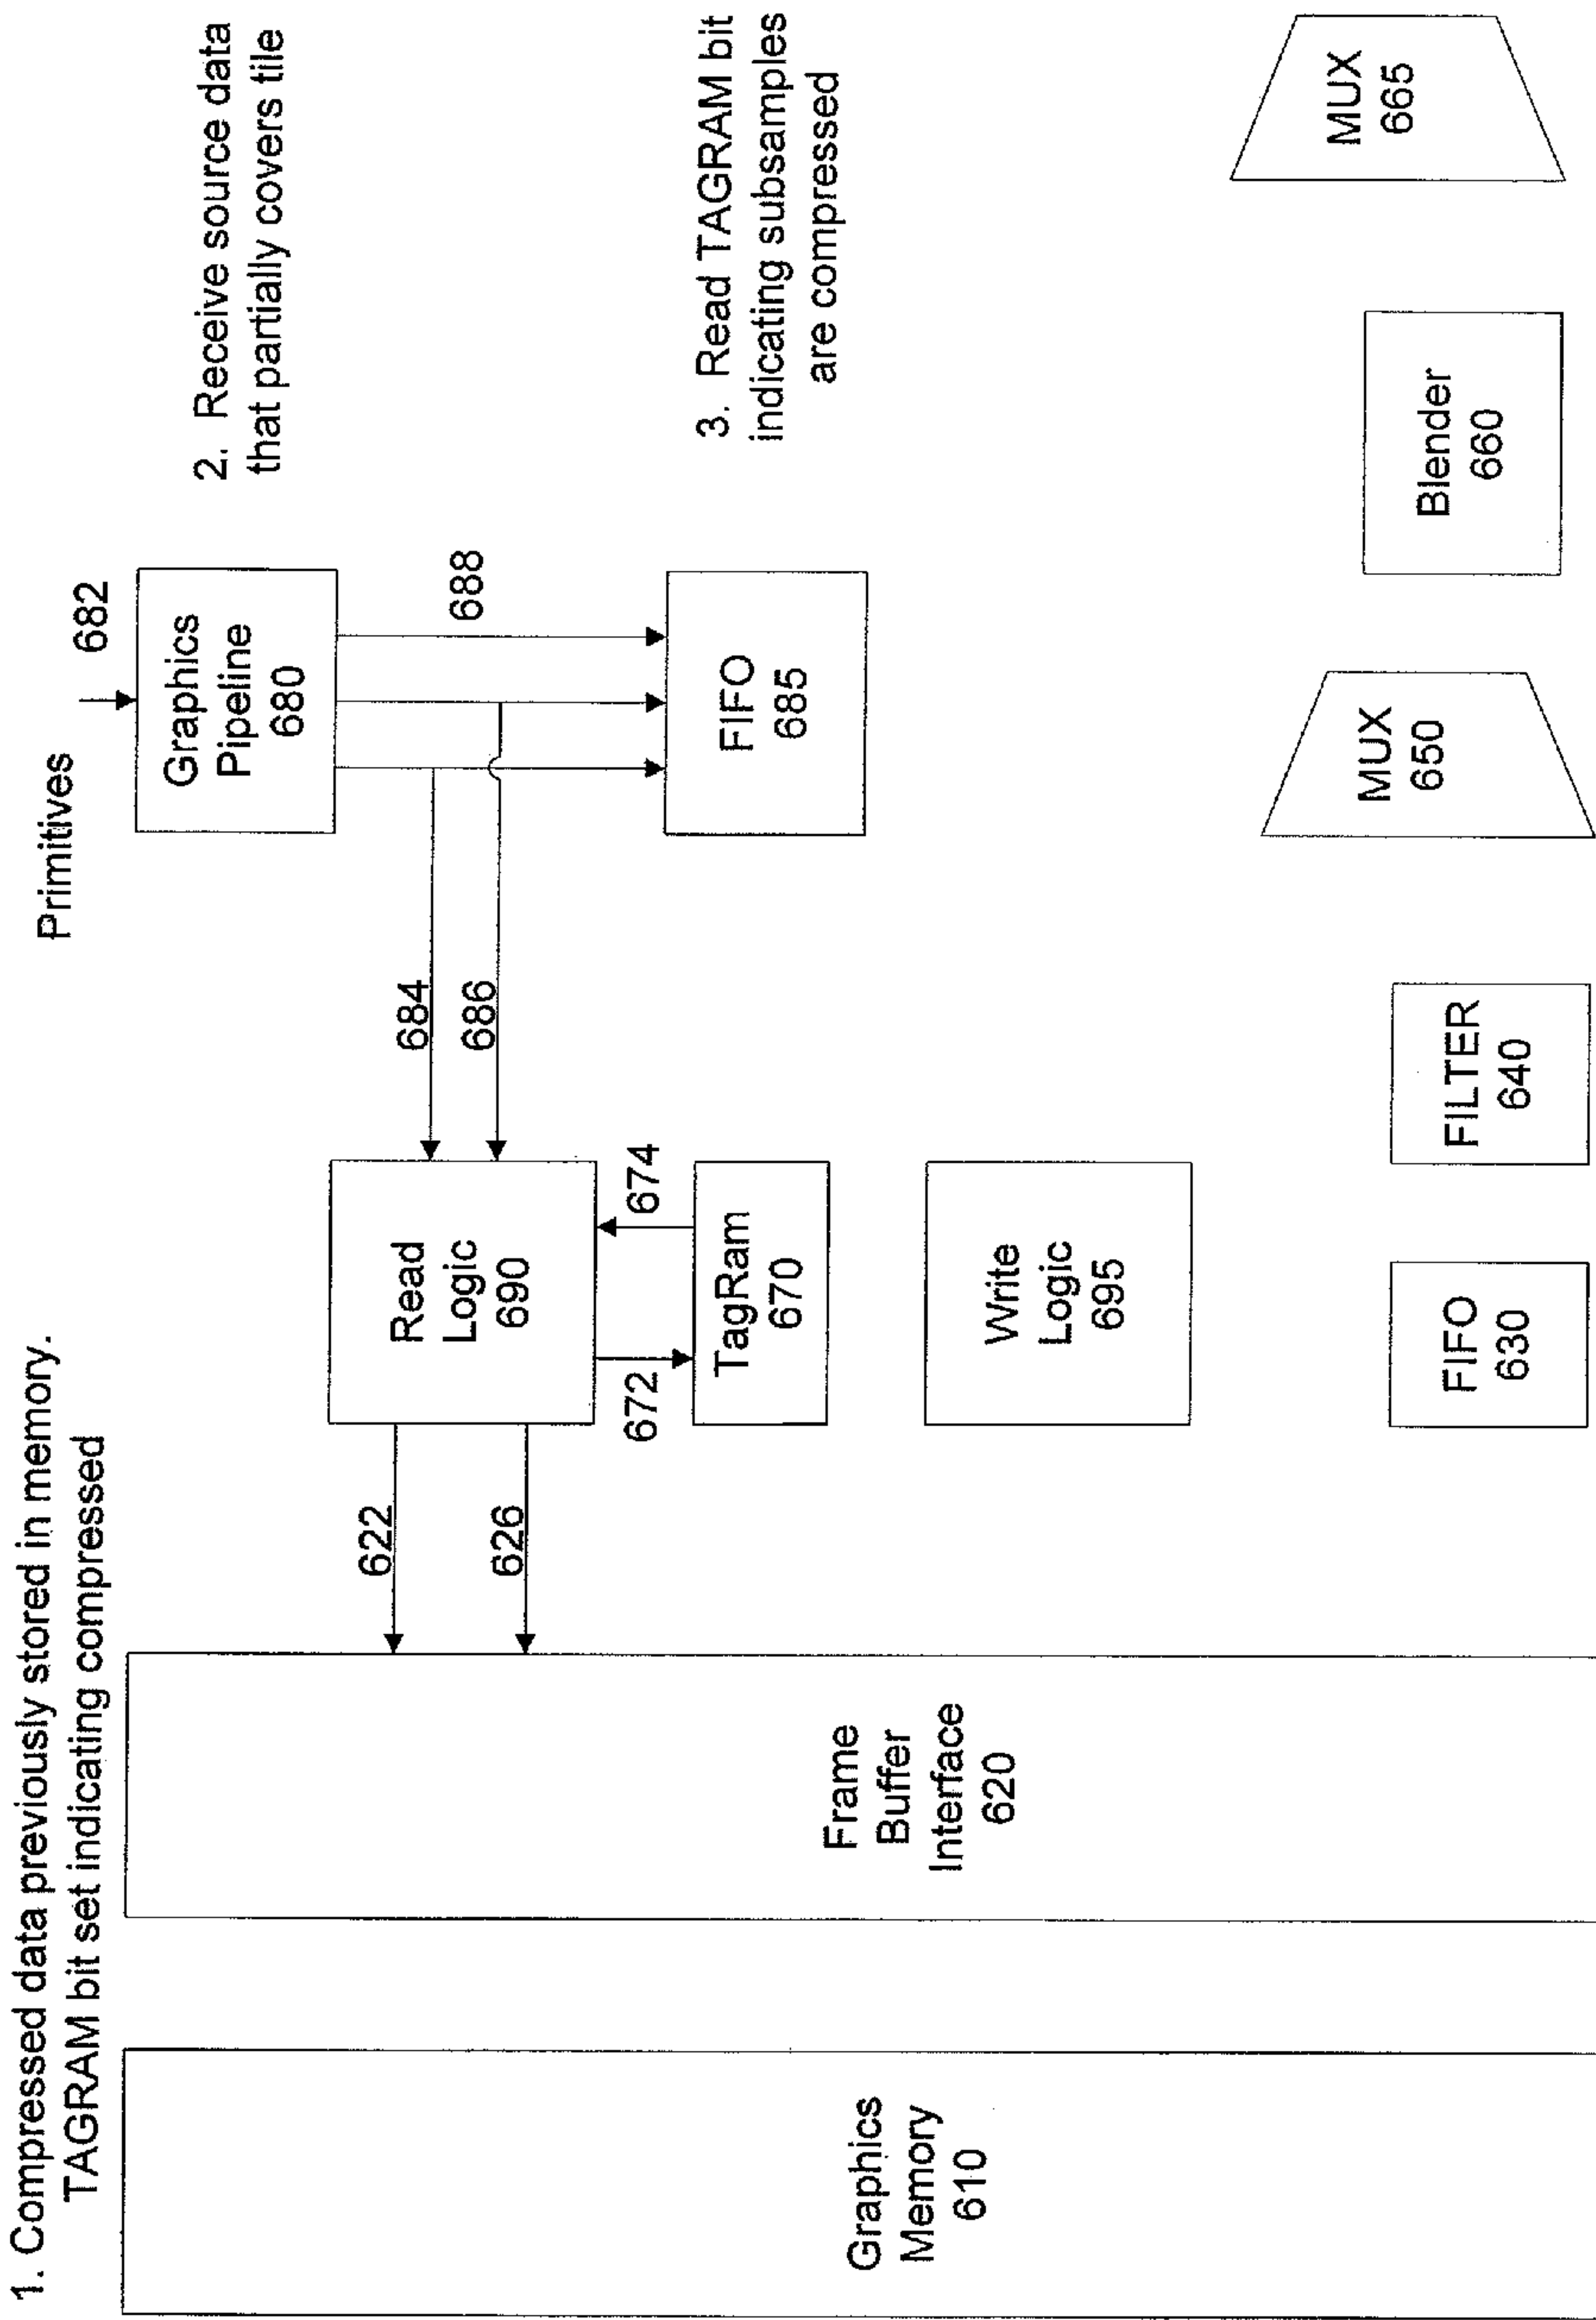 1. Compressed data previously stored in memory.
TAGRAM bit set indicating compressed
Primitives
682
2. Receive source data
that partially covers tile
Graphics
Pipeline
680
684
686
688
622
626
Read
Logic
690
672
674
TagRam
670
FIFO
685
3. Read TAGRAM bit
indicating subsamples
are compressed
Graphics
Memory
610
Frame
Buffer
Interface
620
Write
Logic
695
FIFO
630
FILTER
640
MUX
650
Blender
660
MUX
665